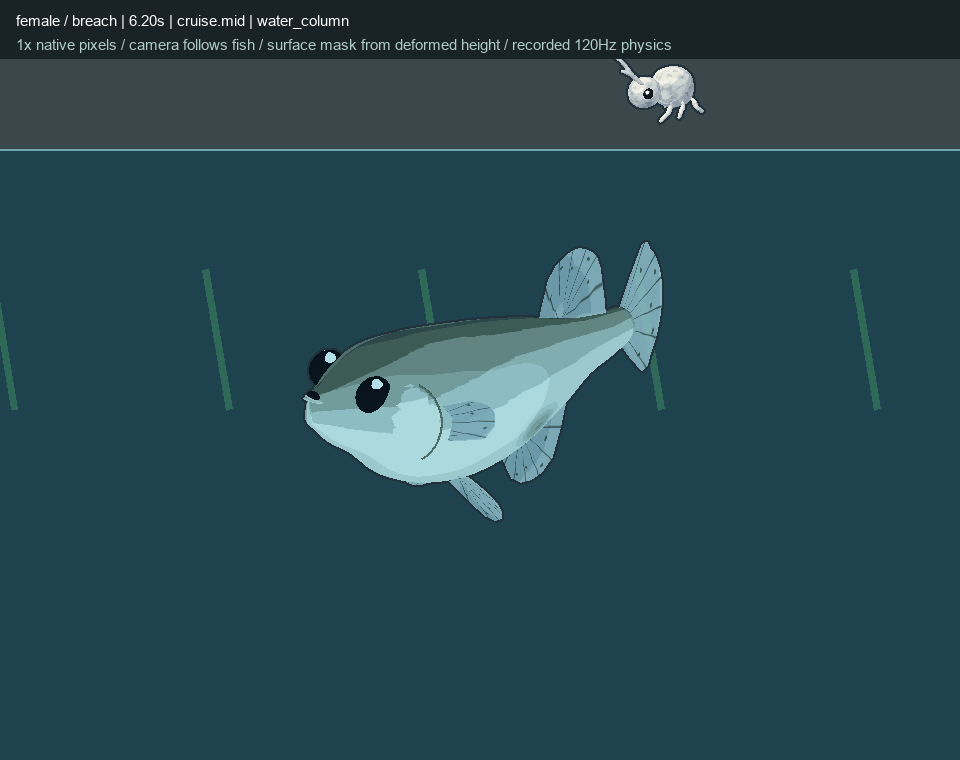 female / breach | 6.20s | cruise.mid | water_column
1x native pixels / camera follows fish / surface mask from deformed height / recorded 120Hz physics